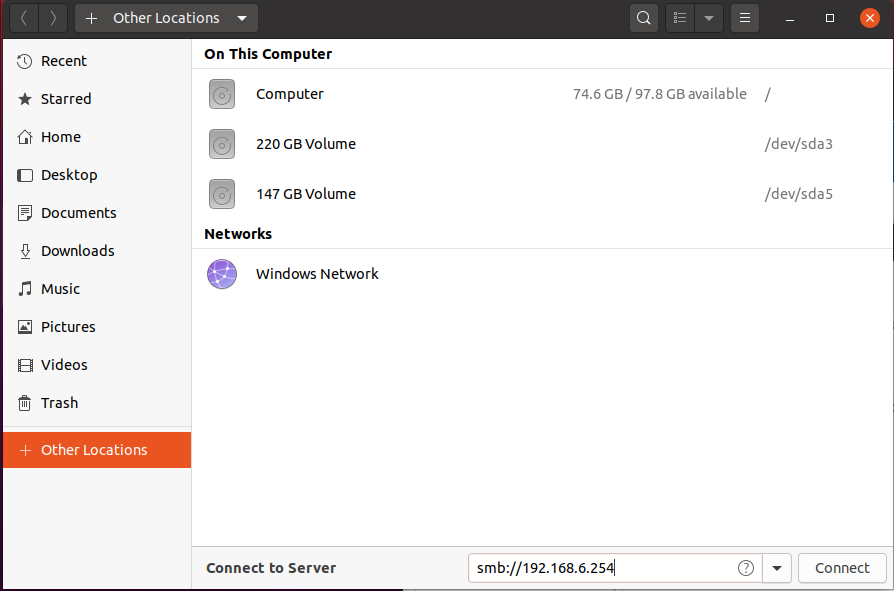 Other Locations
Recent
Starred
Home
Desktop
Documents
Downloads
Music
Pictures
Videos
Trash
Other Locations
On This Computer
Computer 74.6 GB / 97.8 GB available /
220 GB Volume /dev/sda3
147 GB Volume /dev/sda5
Networks
Windows Network
Connect to Server smb://192.168.6.254 Connect